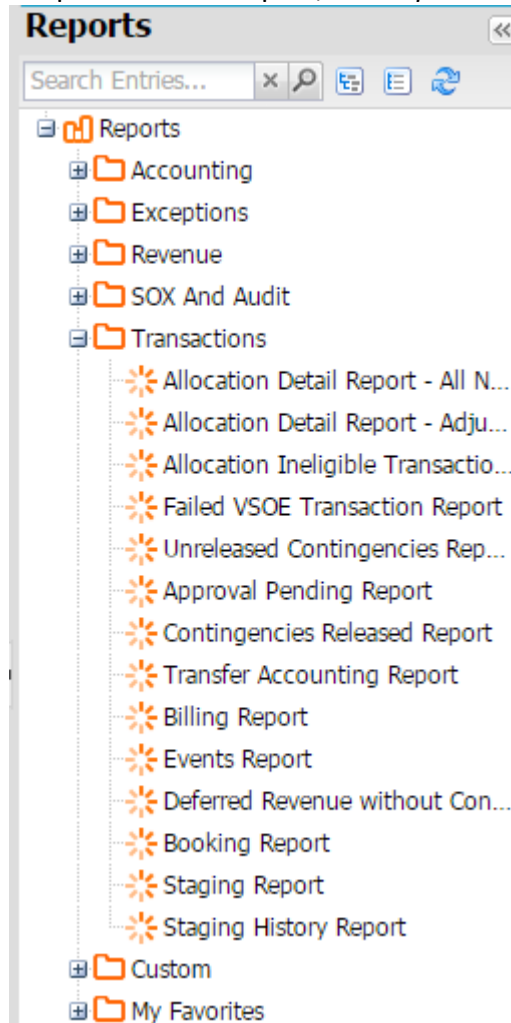 Reports
Search Entries...
Reports
Accounting
Exceptions
Revenue
SOX And Audit
Transactions
Allocation Detail Report - All N...
Allocation Detail Report - Adju...
Allocation Ineligible Transactio...
Failed VSOE Transaction Report
Unreleased Contingencies Rep...
Approval Pending Report
Contingencies Released Report
Transfer Accounting Report
Billing Report
Events Report
Deferred Revenue without Con...
Booking Report
Staging Report
Staging History Report
Custom
My Favorites